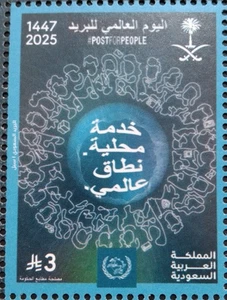 اليوم العالمي للبريد
#POSTFORPEOPLE
1447
2025
خدمة
محلية.
نطاق
عالمي.
3
المملكة
العربية
السعودية